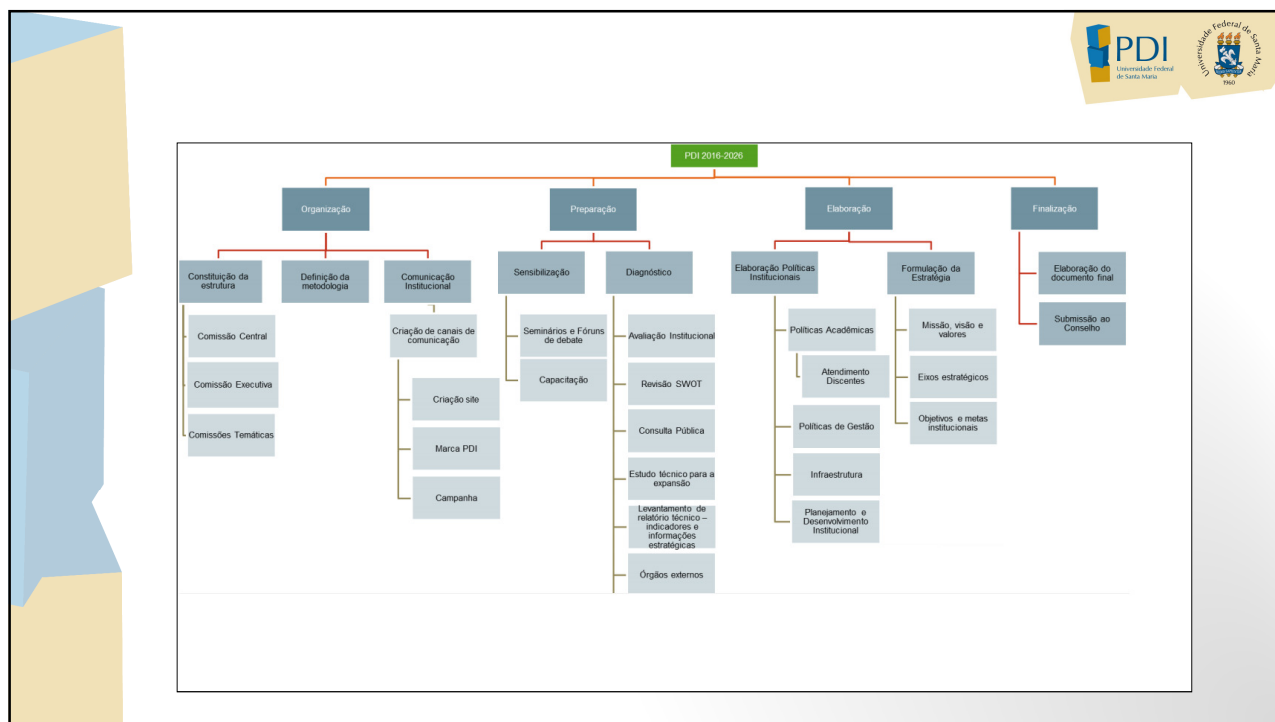 PDI
Universidade Federal
de Santa Maria
Universidade Federal de Santa Maria
1960
PDI 2016-2026
Organização
Preparação
Elaboração
Finalização
Constituição da
estrutura
Definição da
metodologia
Comunicação
Institucional
Sensibilização
Diagnóstico
Elaboração Políticas
Institucionais
Formulação da
Estratégia
Elaboração do
documento final
Submissão ao
Conselho
Comissão Central
Comissão Executiva
Comissões Temáticas
Criação de canais de
comunicação
Criação site
Marca PDI
Campanha
Seminários e Fóruns
de debate
Capacitação
Avaliação Institucional
Revisão SWOT
Consulta Pública
Estudo técnico para a
expansão
Levantamento de
relatório técnico –
indicadores e
informações
estratégicas
Órgãos externos
Políticas Acadêmicas
Atendimento
Discentes
Políticas de Gestão
Infraestrutura
Planejamento e
Desenvolvimento
Institucional
Missão, visão e
valores
Eixos estratégicos
Objetivos e metas
institucionais